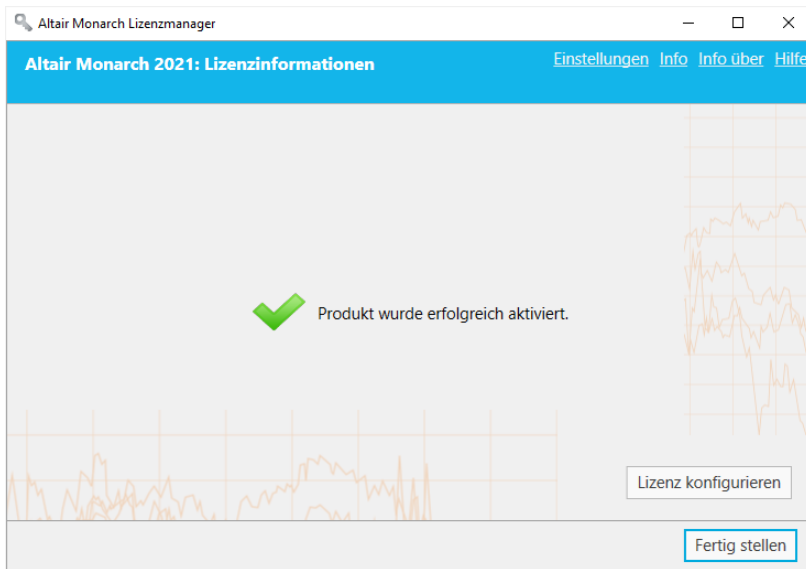 Altair Monarch Lizenzmanager
Altair Monarch 2021: Lizenzinformationen
Einstellungen Info Info über Hilfe
Produkt wurde erfolgreich aktiviert.
Lizenz konfigurieren
Fertig stellen